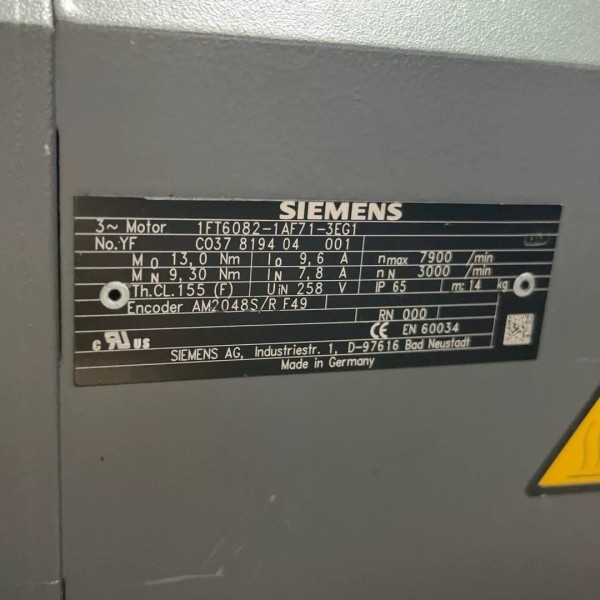 SIEMENS
3~ Motor 1FT6082-1AF71-3EG1
No.YF C037 8194 04 001
M0 13,0 Nm I0 9,6 A nmax 7900 /min
MN 9,30 Nm IN 7,8 A nN 3000 /min
Th.CL.155 (F) UIN 258 V IP 65 m: 14 kg
Encoder AM2048S/R F49 RN 000
CE EN 60034
c RU US
SIEMENS AG, Industriestr. 1, D-97616 Bad Neustadt
Made in Germany